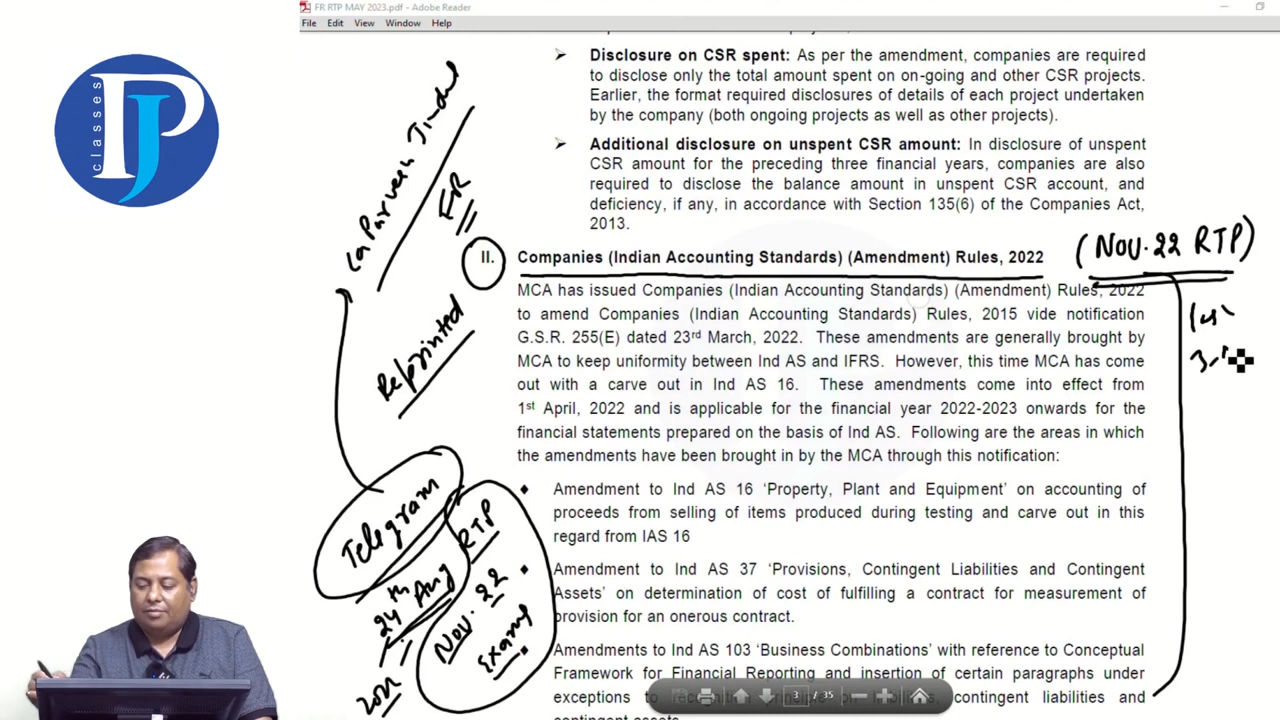 FR RTP MAY 2023.pdf - Adobe Reader
File Edit View Window Help
PJ
classes
➢ Disclosure on CSR spent: As per the amendment, companies are required
to disclose only the total amount spent on on-going and other CSR projects.
Earlier, the format required disclosures of details of each project undertaken
by the company (both ongoing projects as well as other projects).
➢ Additional disclosure on unspent CSR amount: In disclosure of unspent
CSR amount for the preceding three financial years, companies are also
required to disclose the balance amount in unspent CSR account, and
deficiency, if any, in accordance with Section 135(6) of the Companies Act,
2013.
II. Companies (Indian Accounting Standards) (Amendment) Rules, 2022
(Nov. 22 RTP)
MCA has issued Companies (Indian Accounting Standards) (Amendment) Rules, 2022
to amend Companies (Indian Accounting Standards) Rules, 2015 vide notification
G.S.R. 255(E) dated 23rd March, 2022. These amendments are generally brought by
MCA to keep uniformity between Ind AS and IFRS. However, this time MCA has come
out with a carve out in Ind AS 16. These amendments come into effect from
1st April, 2022 and is applicable for the financial year 2022-2023 onwards for the
financial statements prepared on the basis of Ind AS. Following are the areas in which
the amendments have been brought in by the MCA through this notification:
• Amendment to Ind AS 16 'Property, Plant and Equipment' on accounting of
proceeds from selling of items produced during testing and carve out in this
regard from IAS 16
• Amendment to Ind AS 37 'Provisions, Contingent Liabilities and Contingent
Assets' on determination of cost of fulfilling a contract for measurement of
provision for an onerous contract.
• Amendments to Ind AS 103 'Business Combinations' with reference to Conceptual
Framework for Financial Reporting and insertion of certain paragraphs under
exceptions to liabilities, contingent liabilities and
contingent assets
3 / 35
Ca Parveen Jindal
FR
Reprinted
Telegram
24th Aug
2022
RTP
Nov. 22
Exams